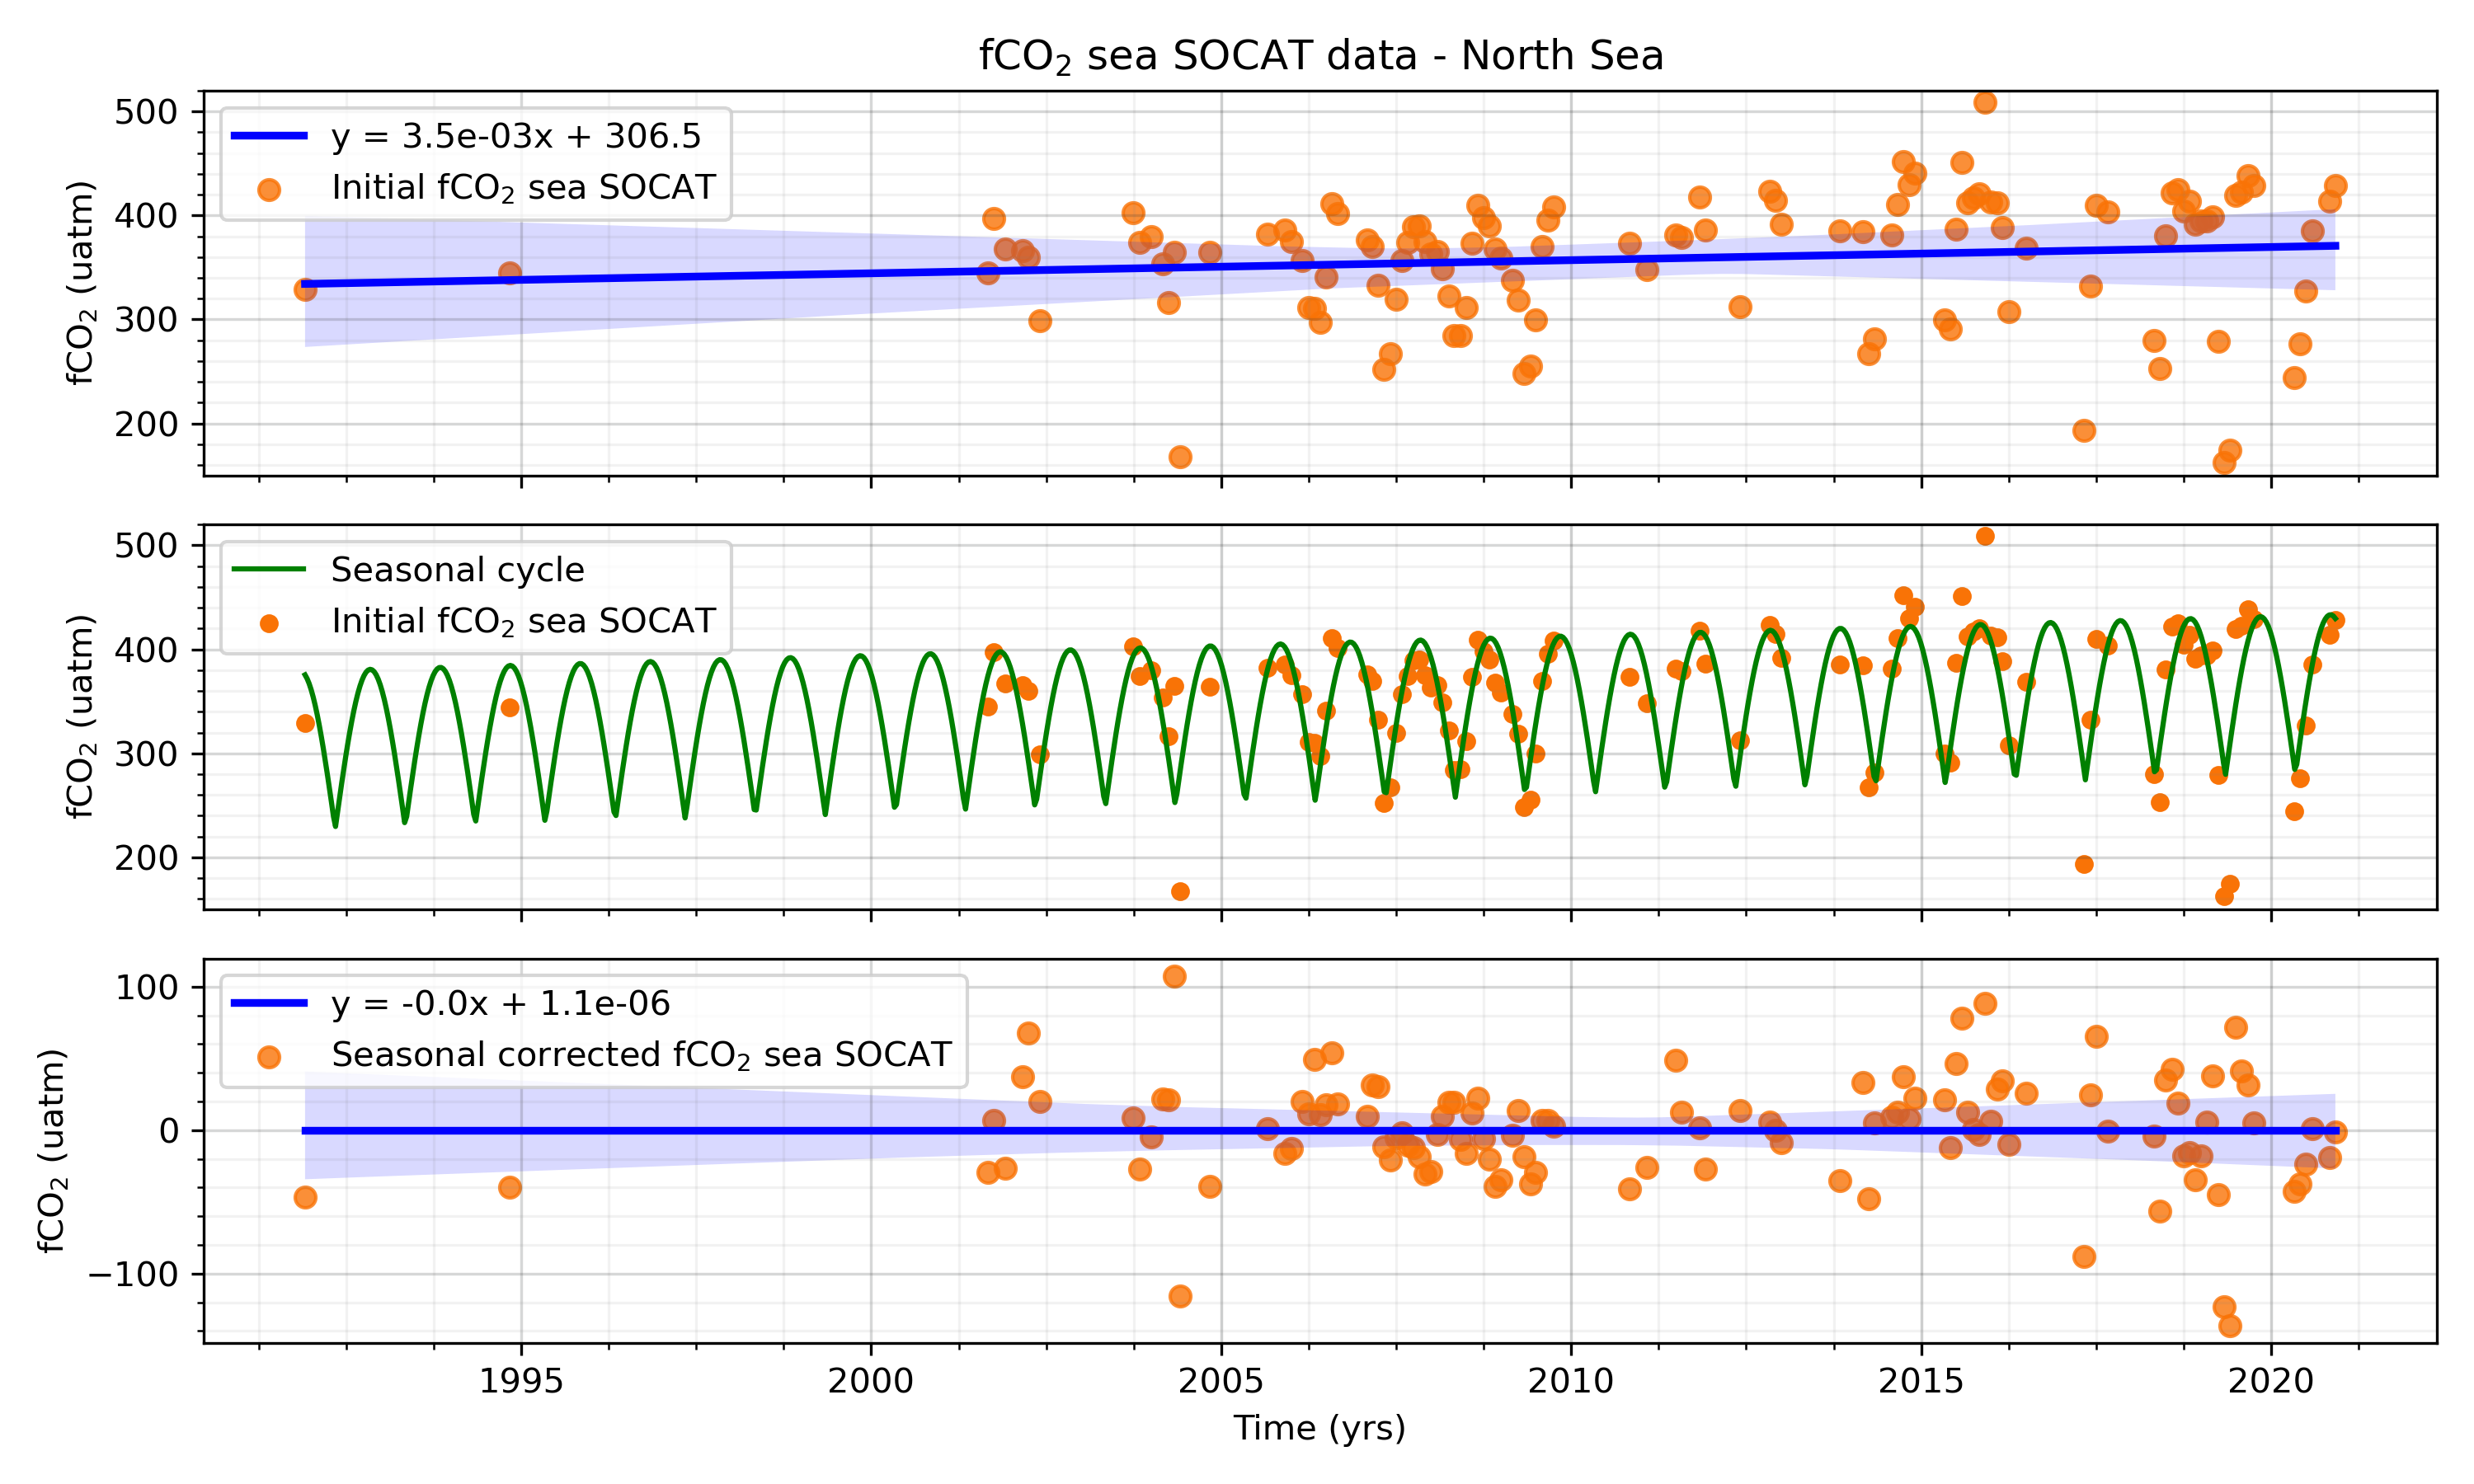 fCO₂ sea SOCAT data - North Sea
500
400
300
200
fCO₂ (uatm)
y = 3.5e-03x + 306.5
Initial fCO₂ sea SOCAT
500
400
300
200
fCO₂ (uatm)
Seasonal cycle
Initial fCO₂ sea SOCAT
100
0
−100
fCO₂ (uatm)
y = -0.0x + 1.1e-06
Seasonal corrected fCO₂ sea SOCAT
1995 2000 2005 2010 2015 2020
Time (yrs)